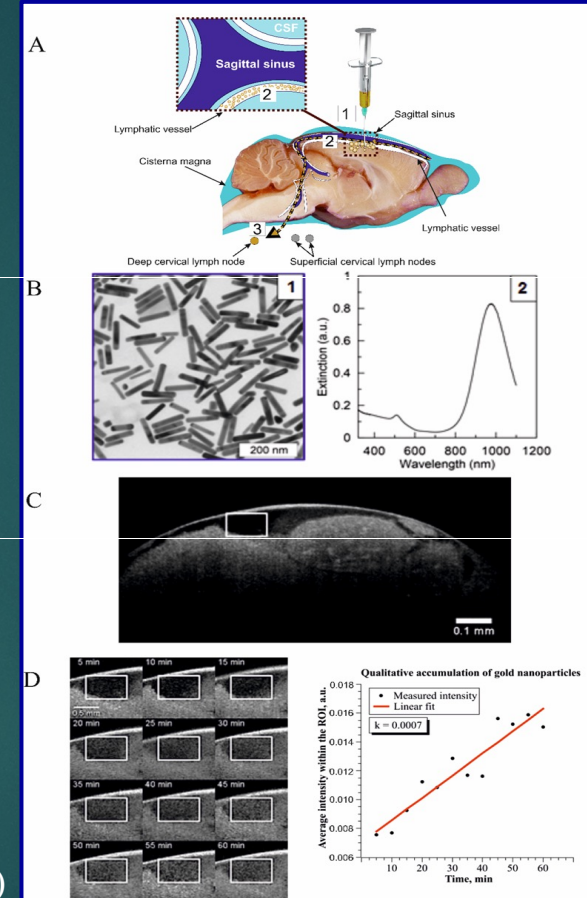 A
CSF
Sagittal sinus
2
1
Sagittal sinus
Lymphatic vessel
2
Cisterna magna
3
Lymphatic vessel
Deep cervical lymph node
Superficial cervical lymph nodes
B
1
200 nm
2
Extinction (a.u.)
1
0.8
0.6
0.4
0.2
0
400 600 800 1000 1200
Wavelength (nm)
C
0.1 mm
D
5 min 10 min 15 min
0.5 mm
20 min 25 min 30 min
35 min 40 min 45 min
50 min 55 min 60 min
Qualitative accumulation of gold nanoparticles
Average intensity within the ROI, a.u.
0.018
0.016
0.014
0.012
0.010
0.008
0.006
Measured intensity
Linear fit
k = 0.0007
10 20 30 40 50 60
Time, min
)